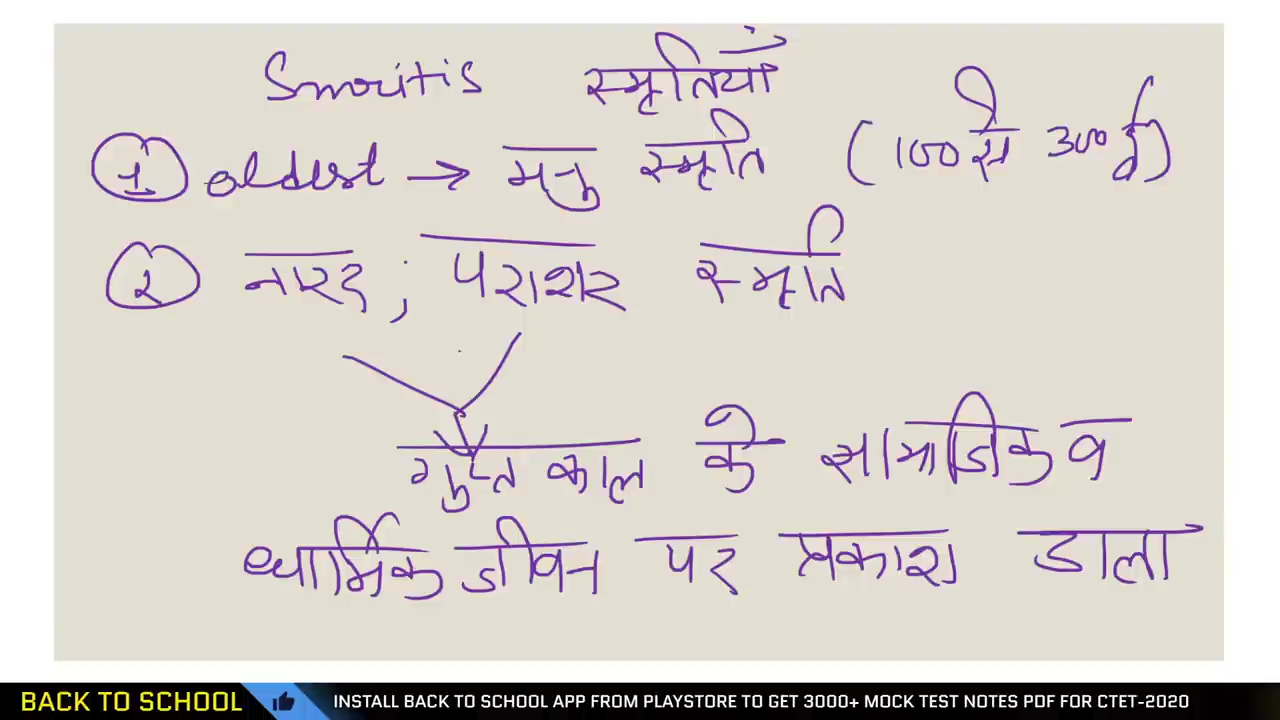 Smritis स्मृतियाँ
1 oldest → मनु स्मृति (100 से 300 ई)
2 नारद ; पराशर स्मृति
गुप्त काल के सामाजिक व
धार्मिक जीवन पर प्रकाश डाला
BACK TO SCHOOL INSTALL BACK TO SCHOOL APP FROM PLAYSTORE TO GET 3000+ MOCK TEST NOTES PDF FOR CTET-2020